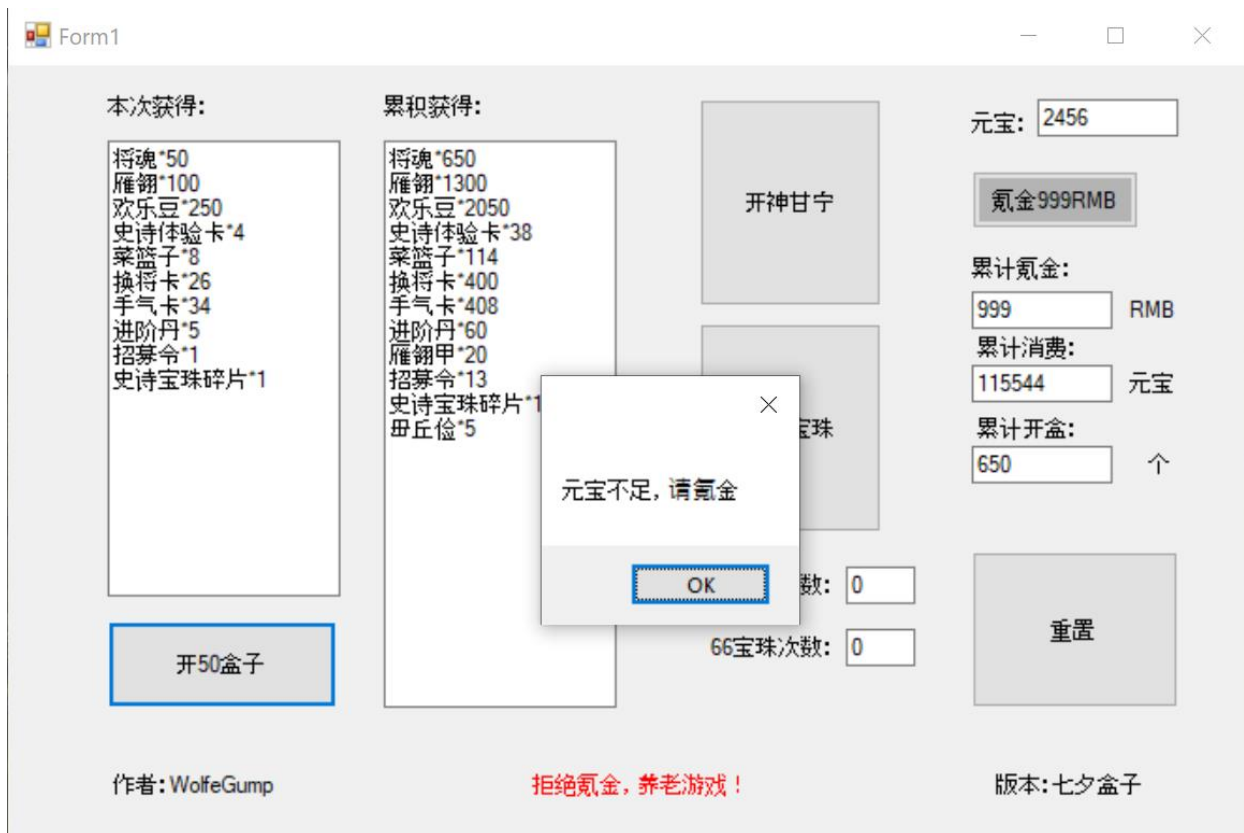 Form1
本次获得:
将魂*50
雁翎*100
欢乐豆*250
史诗体验卡*4
菜篮子*8
换将卡*26
手气卡*34
进阶丹*5
招募令*1
史诗宝珠碎片*1
开50盒子
累积获得:
将魂*650
雁翎*1300
欢乐豆*2050
史诗体验卡*38
菜篮子*114
换将卡*400
手气卡*408
进阶丹*60
雁翎甲*20
招募令*13
史诗宝珠碎片*1
毌丘俭*5
开神甘宁
宝珠
元宝不足,请氪金
OK
数: 0
66宝珠次数: 0
元宝: 2456
氪金999RMB
累计氪金:
999 RMB
累计消费:
115544 元宝
累计开盒:
650 个
重置
作者:WolfeGump
拒绝氪金,养老游戏!
版本:七夕盒子